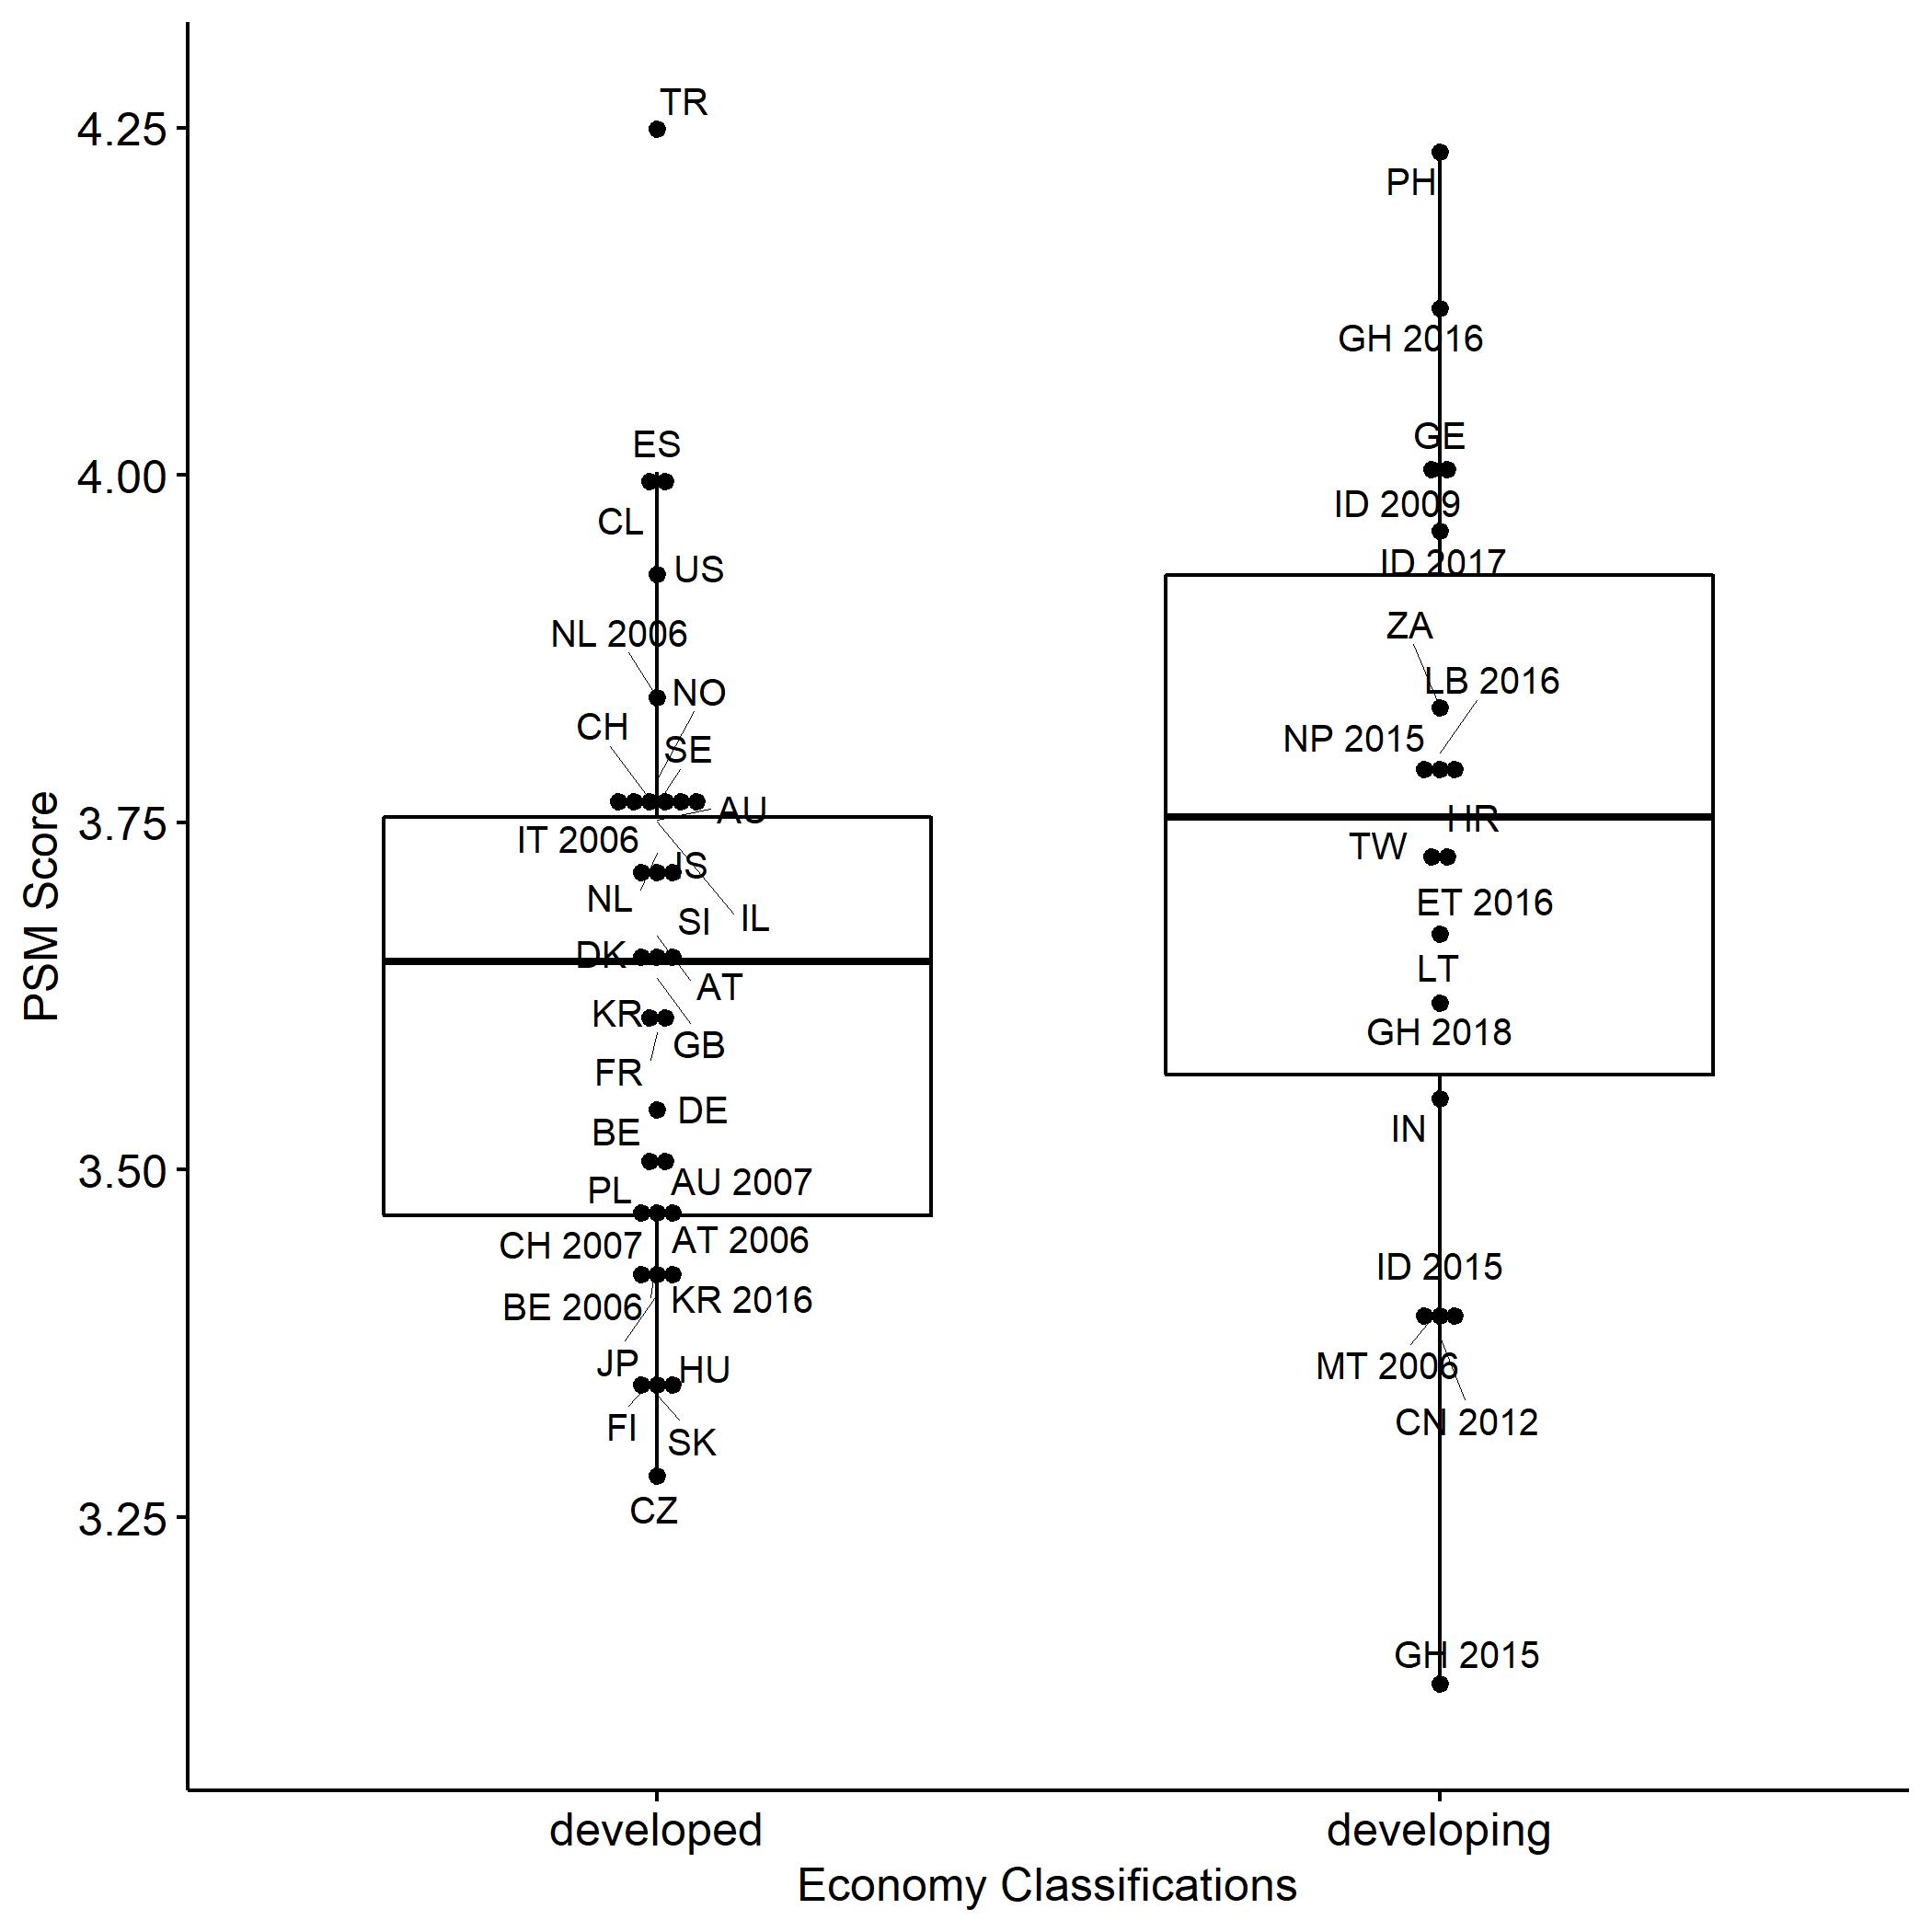 TR
4.25
PH
GH 2016
GE
ES
4.00
ID 2009
CL
ID 2017
US
ZA
NL 2006
LB 2016
NO
CH
NP 2015
SE
AU
3.75
HR
IT 2006
TW
IS
NL
ET 2016
IL
SI
DK
LT
AT
KR
GH 2018
GB
FR
DE
IN
BE
3.50
AU 2007
PL
AT 2006
CH 2007
ID 2015
KR 2016
BE 2006
JP
HU
MT 2006
CN 2012
FI
SK
CZ
3.25
GH 2015
PSM Score
developed
developing
Economy Classifications